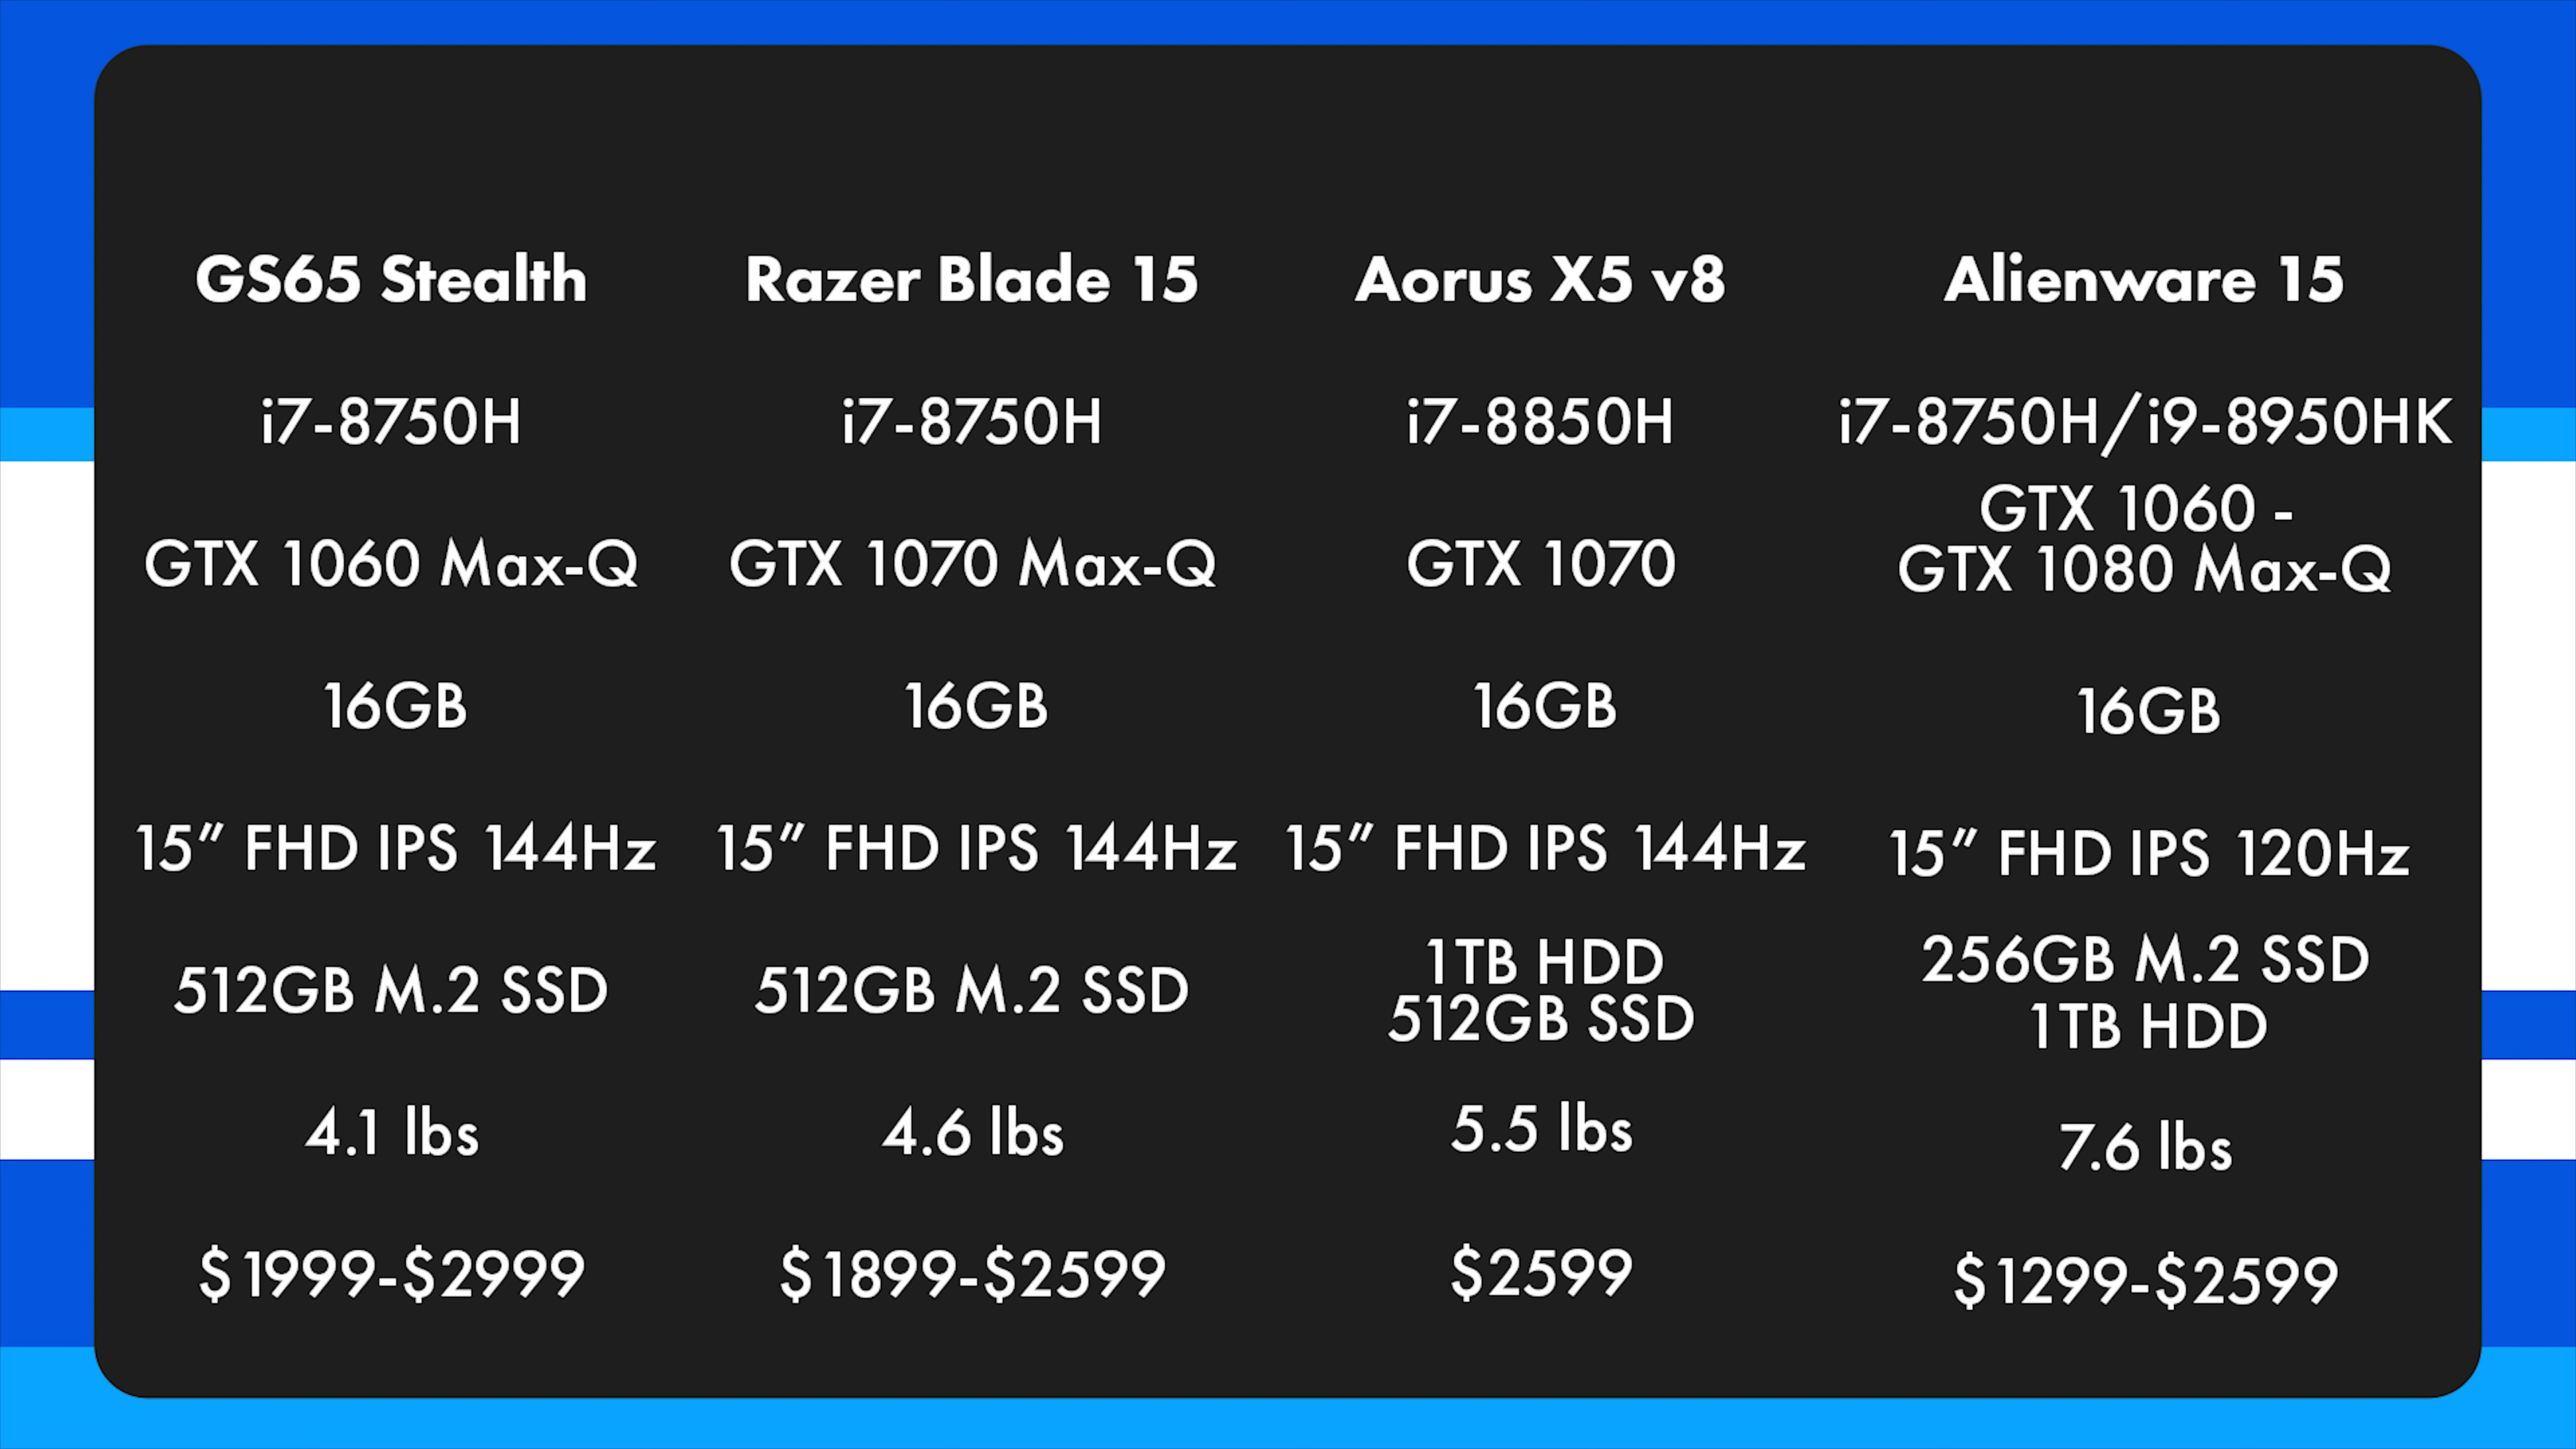 GS65 Stealth Razer Blade 15 Aorus X5 v8 Alienware 15
i7-8750H i7-8750H i7-8850H i7-8750H/i9-8950HK
GTX 1060 Max-Q GTX 1070 Max-Q GTX 1070 GTX 1060 -
GTX 1080 Max-Q
16GB 16GB 16GB 16GB
15” FHD IPS 144Hz 15” FHD IPS 144Hz 15” FHD IPS 144Hz 15” FHD IPS 120Hz
512GB M.2 SSD 512GB M.2 SSD 1TB HDD 256GB M.2 SSD
512GB SSD 1TB HDD
4.1 lbs 4.6 lbs 5.5 lbs 7.6 lbs
$1999-$2999 $1899-$2599 $2599 $1299-$2599